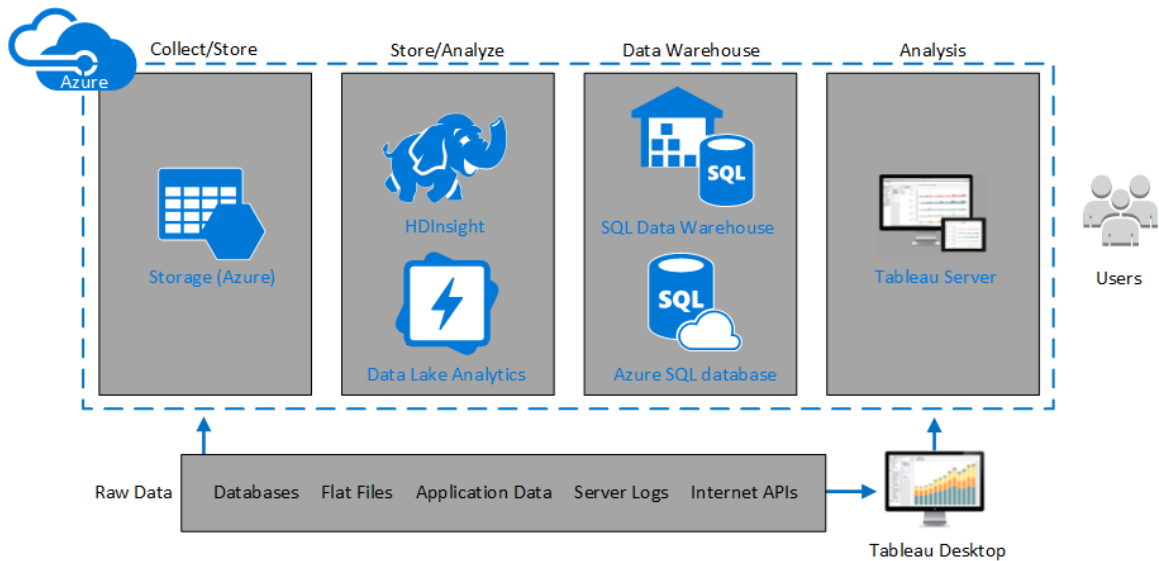 Collect/Store
Store/Analyze
Data Warehouse
Analysis
Azure
HDInsight
SQL
SQL Data Warehouse
Storage (Azure)
Tableau Server
Users
SQL
Data Lake Analytics
Azure SQL database
Raw Data
Databases
Flat Files
Application Data
Server Logs
Internet APIs
Tableau Desktop